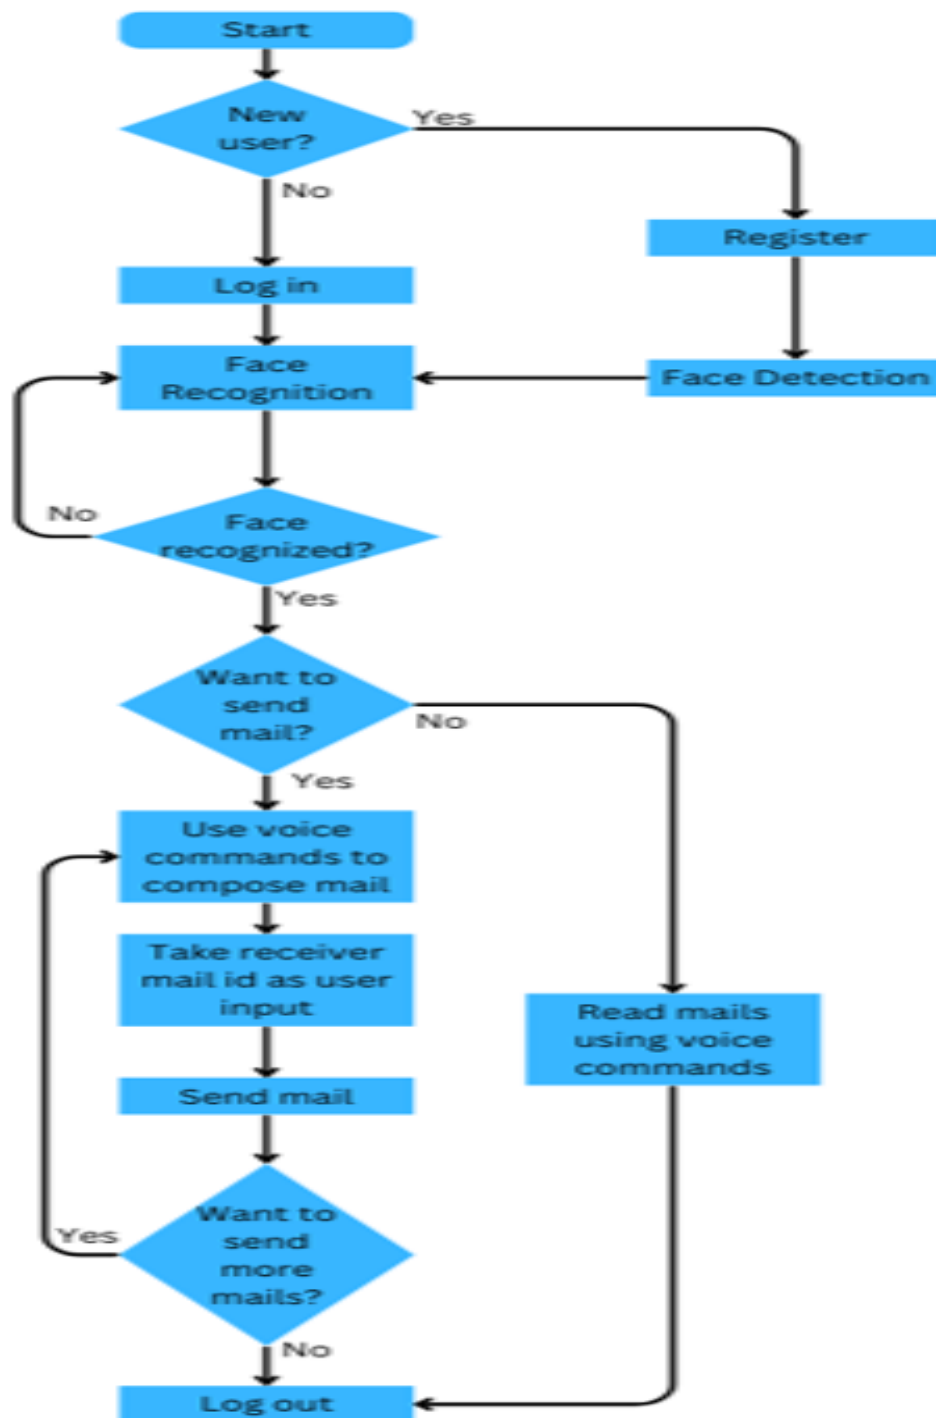 Start
New
user?
Yes
No
Register
Log in
Face
Recognition
Face Detection
No
Face
recognized?
Yes
Want to
send
mail?
No
Yes
Use voice
commands to
compose mail
Take receiver
mail id as user
input
Read mails
using voice
commands
Send mail
Want to
send
more
mails?
Yes
No
Log out